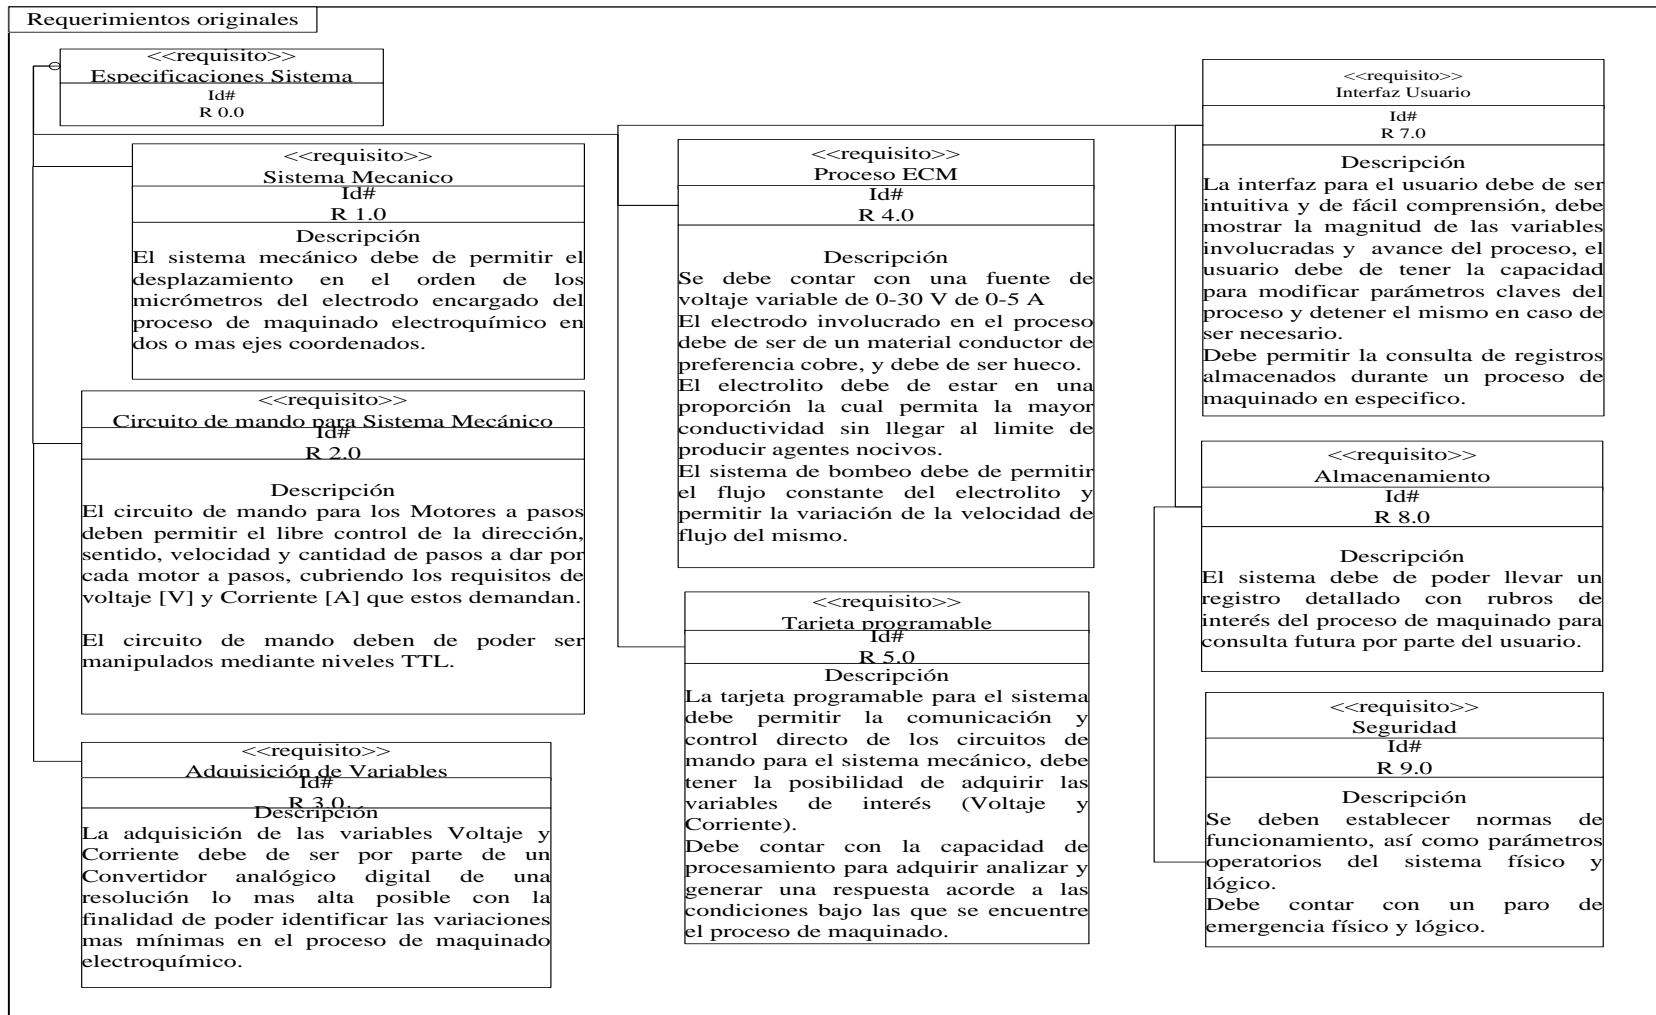 Requerimientos originales
<<requisito>>
Especificaciones Sistema
Id#
R 0.0
<<requisito>>
Sistema Mecanico
Id#
R 1.0
Descripción
El sistema mecánico debe de permitir el
desplazamiento en el orden de los
micrómetros del electrodo encargado del
proceso de maquinado electroquímico en
dos o mas ejes coordenados.
<<requisito>>
Circuito de mando para Sistema Mecánico
Id#
R 2.0
Descripción
El circuito de mando para los Motores a pasos
deben permitir el libre control de la dirección,
sentido, velocidad y cantidad de pasos a dar por
cada motor a pasos, cubriendo los requisitos de
voltaje [V] y Corriente [A] que estos demandan.
El circuito de mando deben de poder ser
manipulados mediante niveles TTL.
<<requisito>>
Adquisición de Variables
Id#
R 3.0
Descripción
La adquisición de las variables Voltaje y
Corriente debe de ser por parte de un
Convertidor analógico digital de una
resolución lo mas alta posible con la
finalidad de poder identificar las variaciones
mas mínimas en el proceso de maquinado
electroquímico.
<<requisito>>
Proceso ECM
Id#
R 4.0
Descripción
Se debe contar con una fuente de
voltaje variable de 0-30 V de 0-5 A
El electrodo involucrado en el proceso
debe de ser de un material conductor de
preferencia cobre, y debe de ser hueco.
El electrolito debe de estar en una
proporción la cual permita la mayor
conductividad sin llegar al limite de
producir agentes nocivos.
El sistema de bombeo debe de permitir
el flujo constante del electrolito y
permitir la variación de la velocidad de
flujo del mismo.
<<requisito>>
Tarjeta programable
Id#
R 5.0
Descripción
La tarjeta programable para el sistema
debe permitir la comunicación y
control directo de los circuitos de
mando para el sistema mecánico, debe
tener la posibilidad de adquirir las
variables de interés (Voltaje y
Corriente).
Debe contar con la capacidad de
procesamiento para adquirir analizar y
generar una respuesta acorde a las
condiciones bajo las que se encuentre
el proceso de maquinado.
<<requisito>>
Interfaz Usuario
Id#
R 7.0
Descripción
La interfaz para el usuario debe de ser
intuitiva y de fácil comprensión, debe
mostrar la magnitud de las variables
involucradas y avance del proceso, el
usuario debe de tener la capacidad
para modificar parámetros claves del
proceso y detener el mismo en caso de
ser necesario.
Debe permitir la consulta de registros
almacenados durante un proceso de
maquinado en especifico.
<<requisito>>
Almacenamiento
Id#
R 8.0
Descripción
El sistema debe de poder llevar un
registro detallado con rubros de
interés del proceso de maquinado para
consulta futura por parte del usuario.
<<requisito>>
Seguridad
Id#
R 9.0
Descripción
Se deben establecer normas de
funcionamiento, así como parámetros
operatorios del sistema físico y
lógico.
Debe contar con un paro de
emergencia físico y lógico.